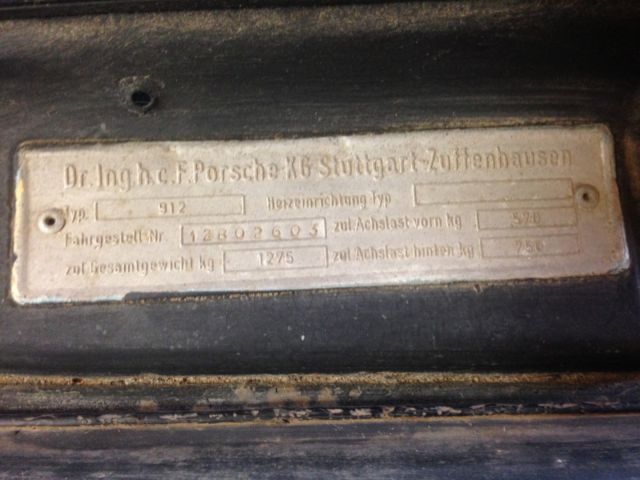 Dr. Ing. h. c. F. Porsche KG Stuttgart-Zuffenhausen
Typ. 912 Heizeinrichtung Typ
Fahrgestell-Nr 12802603 zul Achslast vorn kg 570
zul Gesamtgewicht kg 1275 zul Achslast hinten kg 750